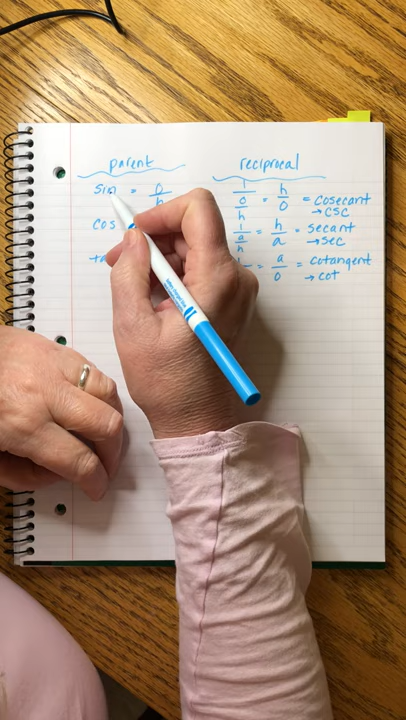 parent reciprocal
sin = o/h 1/(o/h) = h/o = cosecant
→ csc
cos 1/(a/h) = h/a = secant
→ sec
= a/o = cotangent
→ cot